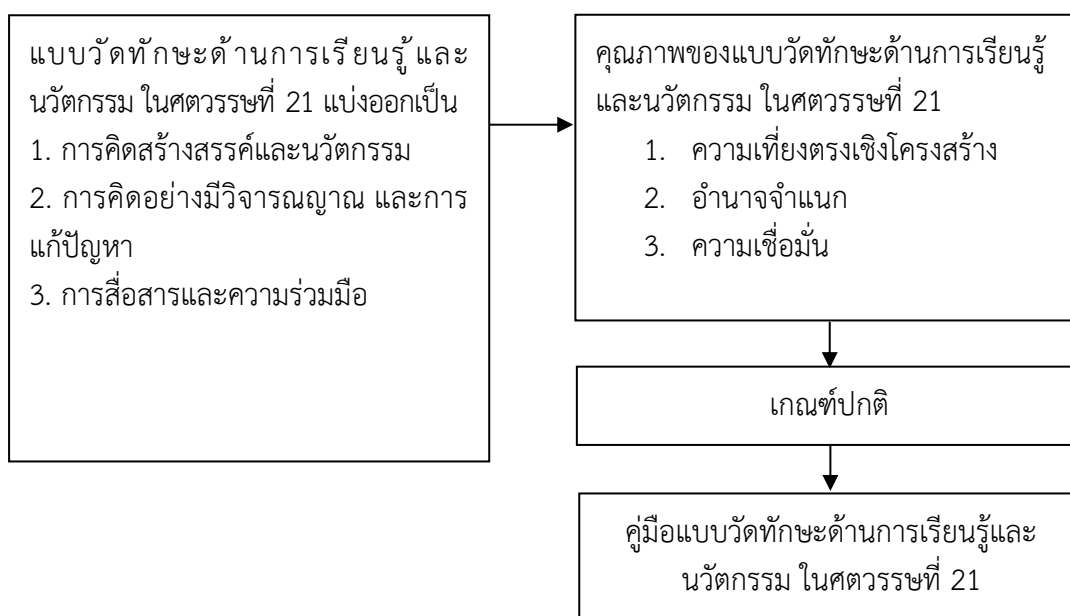 แบบวัดทักษะด้านการเรียนรู้และ
นวัตกรรม ในศตวรรษที่ 21 แบ่งออกเป็น
1. การคิดสร้างสรรค์และนวัตกรรม
2. การคิดอย่างมีวิจารณญาณ และการ
แก้ปัญหา
3. การสื่อสารและความร่วมมือ
คุณภาพของแบบวัดทักษะด้านการเรียนรู้
และนวัตกรรม ในศตวรรษที่ 21
1. ความเที่ยงตรงเชิงโครงสร้าง
2. อำนาจจำแนก
3. ความเชื่อมั่น
เกณฑ์ปกติ
คู่มือแบบวัดทักษะด้านการเรียนรู้และ
นวัตกรรม ในศตวรรษที่ 21